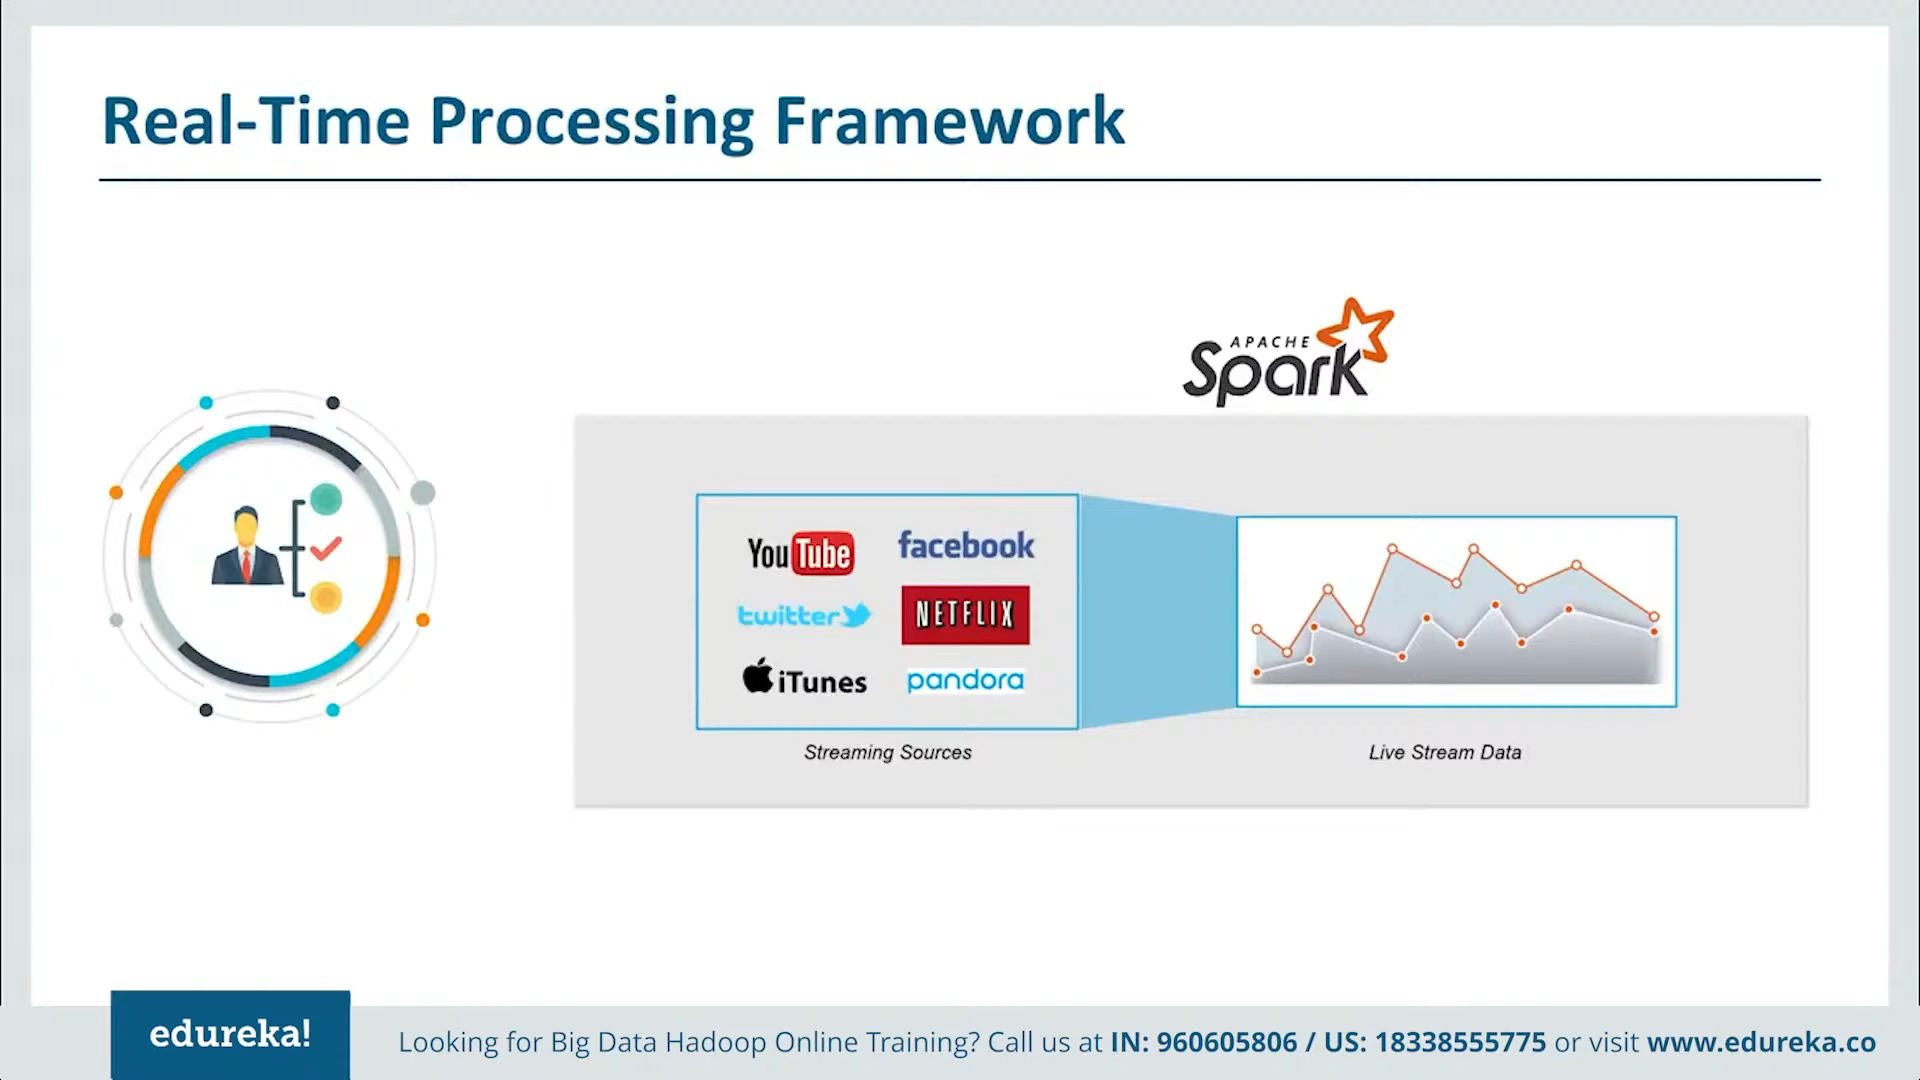 Real-Time Processing Framework
APACHE
Spark
YouTube
facebook
twitter
NETFLIX
iTunes
pandora
Streaming Sources
Live Stream Data
edureka!
Looking for Big Data Hadoop Online Training? Call us at IN: 960605806 / US: 18338555775 or visit www.edureka.co